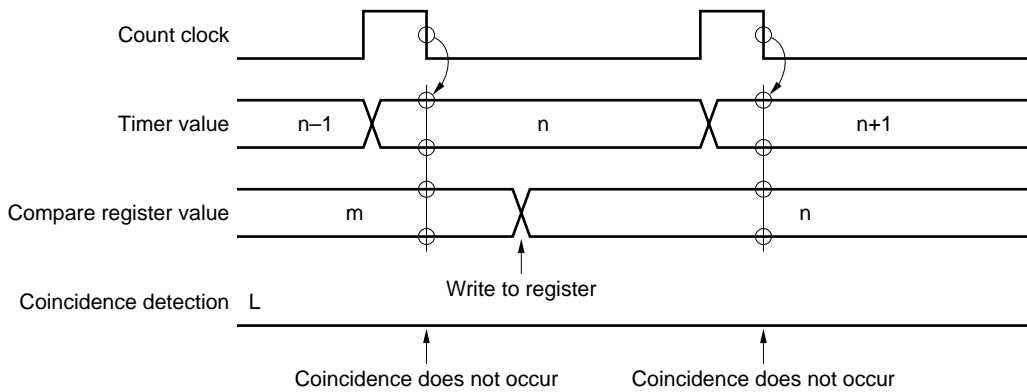 Count clock
Timer value
n–1
n
n+1
Compare register value
m
n
Write to register
Coincidence detection
L
Coincidence does not occur
Coincidence does not occur